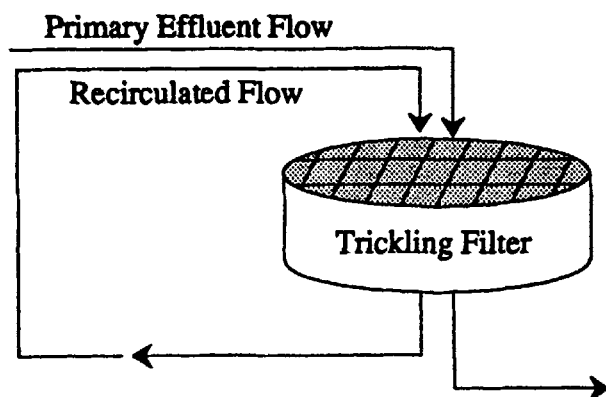 Primary Effluent Flow
Recirculated Flow
Trickling Filter